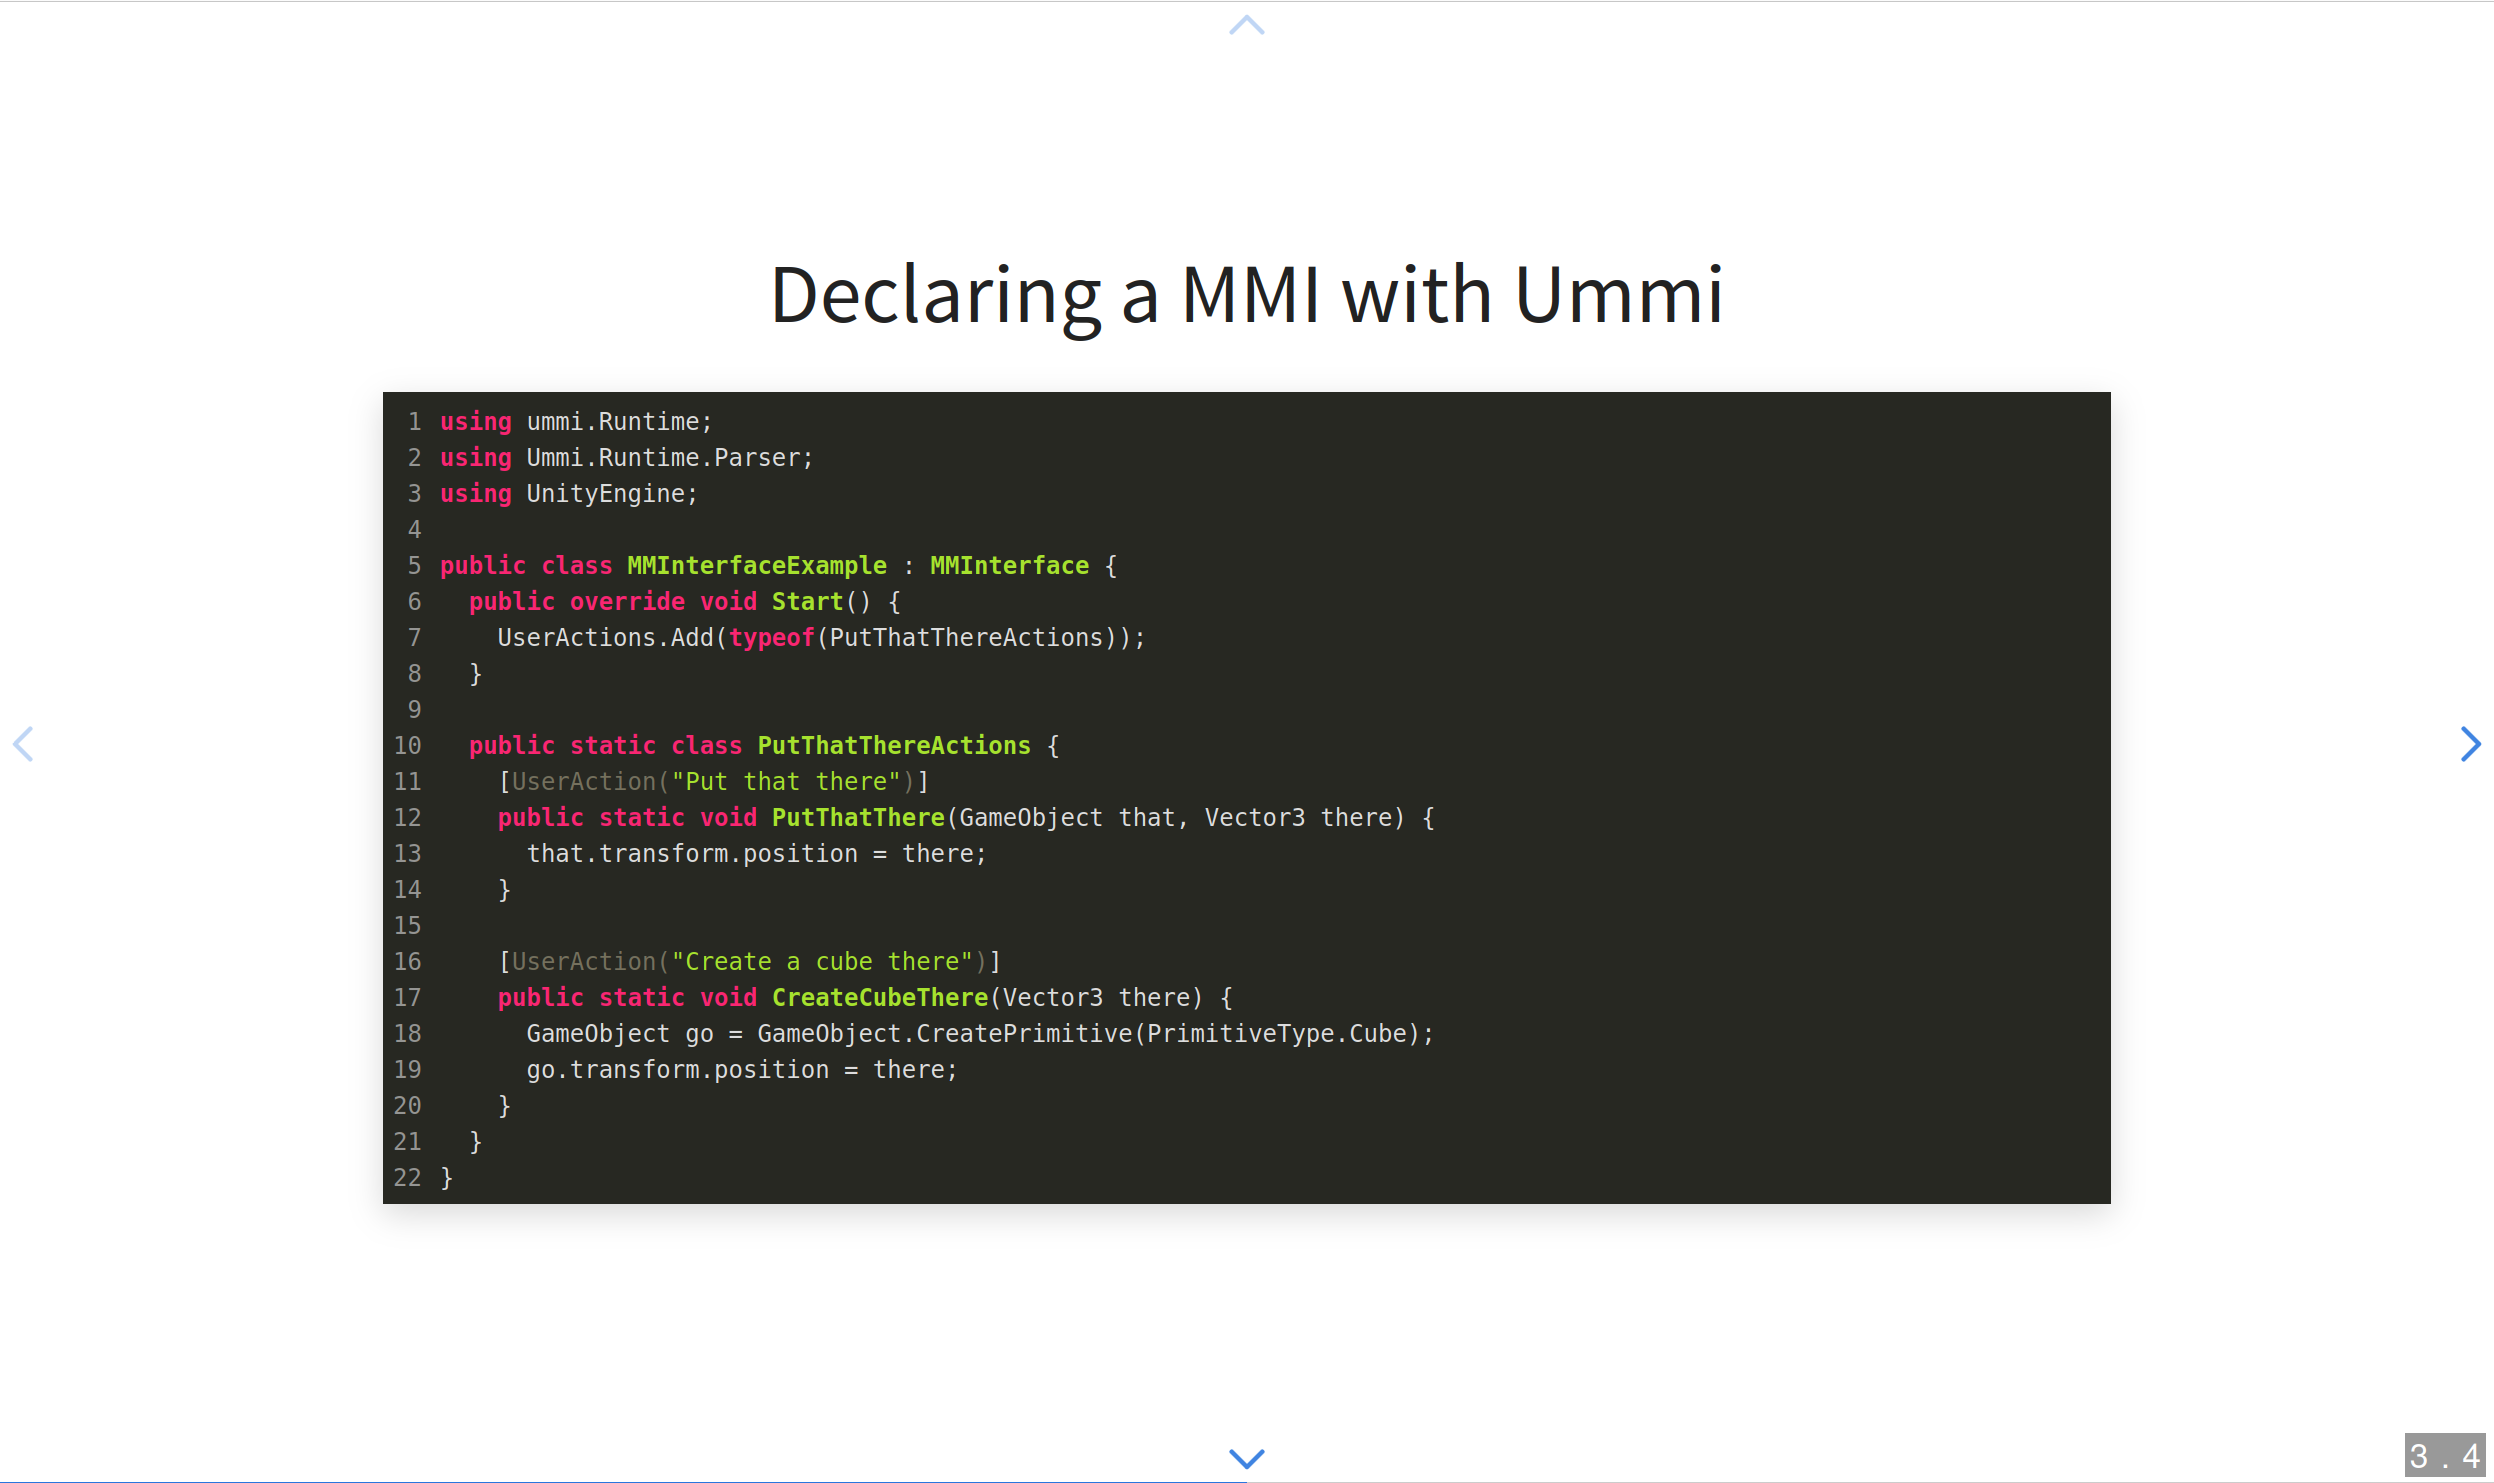 Declaring a MMI with Ummi
1 using ummi.Runtime;
2 using Ummi.Runtime.Parser;
3 using UnityEngine;
4
5 public class MMInterfaceExample : MMInterface {
6   public override void Start() {
7     UserActions.Add(typeof(PutThatThereActions));
8   }
9
10   public static class PutThatThereActions {
11     [UserAction("Put that there")]
12     public static void PutThatThere(GameObject that, Vector3 there) {
13       that.transform.position = there;
14     }
15
16     [UserAction("Create a cube there")]
17     public static void CreateCubeThere(Vector3 there) {
18       GameObject go = GameObject.CreatePrimitive(PrimitiveType.Cube);
19       go.transform.position = there;
20     }
21   }
22 }
3 . 4